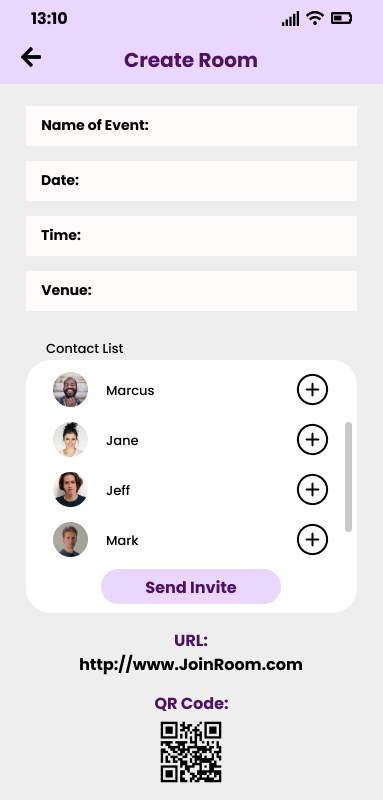 13:10
Create Room
Name of Event:
Date:
Time:
Venue:
Contact List
Marcus
Jane
Jeff
Mark
Send Invite
URL:
http://www.JoinRoom.com
QR Code: